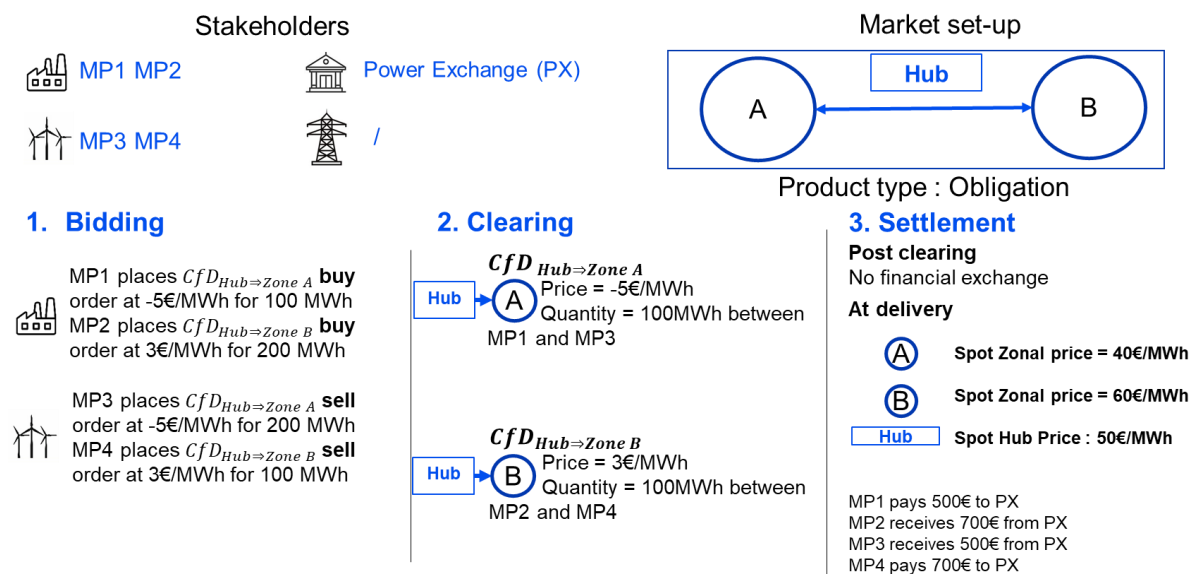 Stakeholders
MP1 MP2
Power Exchange (PX)
MP3 MP4
/
Market set-up
A
Hub
B
Product type : Obligation
1. Bidding
MP1 places CfD_{Hub⇒Zone A} buy
order at -5€/MWh for 100 MWh
MP2 places CfD_{Hub⇒Zone B} buy
order at 3€/MWh for 200 MWh
MP3 places CfD_{Hub⇒Zone A} sell
order at -5€/MWh for 200 MWh
MP4 places CfD_{Hub⇒Zone B} sell
order at 3€/MWh for 100 MWh
2. Clearing
CfD_{Hub⇒Zone A}
Hub
A
Price = -5€/MWh
Quantity = 100MWh between
MP1 and MP3
CfD_{Hub⇒Zone B}
Hub
B
Price = 3€/MWh
Quantity = 100MWh between
MP2 and MP4
3. Settlement
Post clearing
No financial exchange
At delivery
A
Spot Zonal price = 40€/MWh
B
Spot Zonal price = 60€/MWh
Hub
Spot Hub Price : 50€/MWh
MP1 pays 500€ to PX
MP2 receives 700€ from PX
MP3 receives 500€ from PX
MP4 pays 700€ to PX